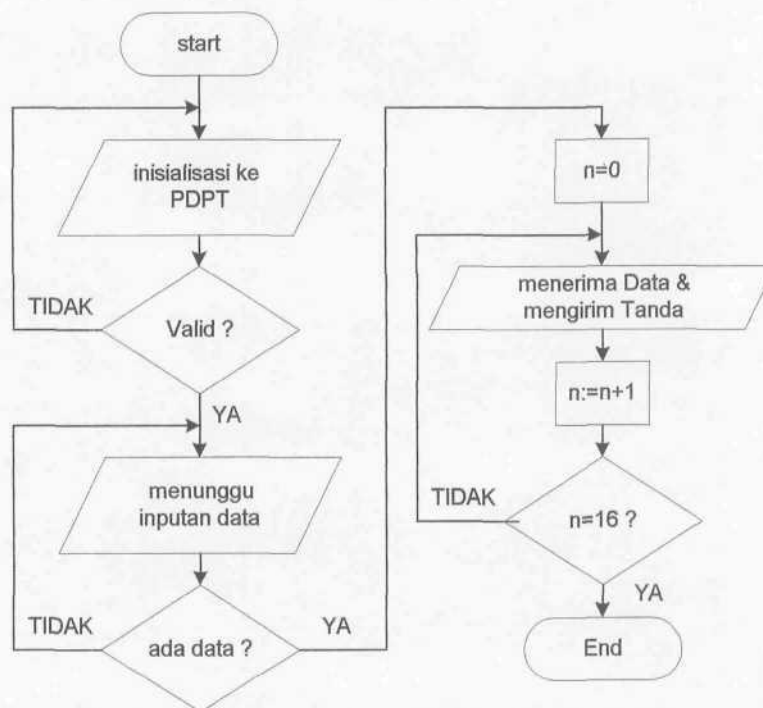 start
inisialisasi ke
PDPT
TIDAK
Valid ?
YA
menunggu
inputan data
TIDAK
ada data ?
YA
n=0
menerima Data &
mengirim Tanda
n:=n+1
TIDAK
n=16 ?
YA
End